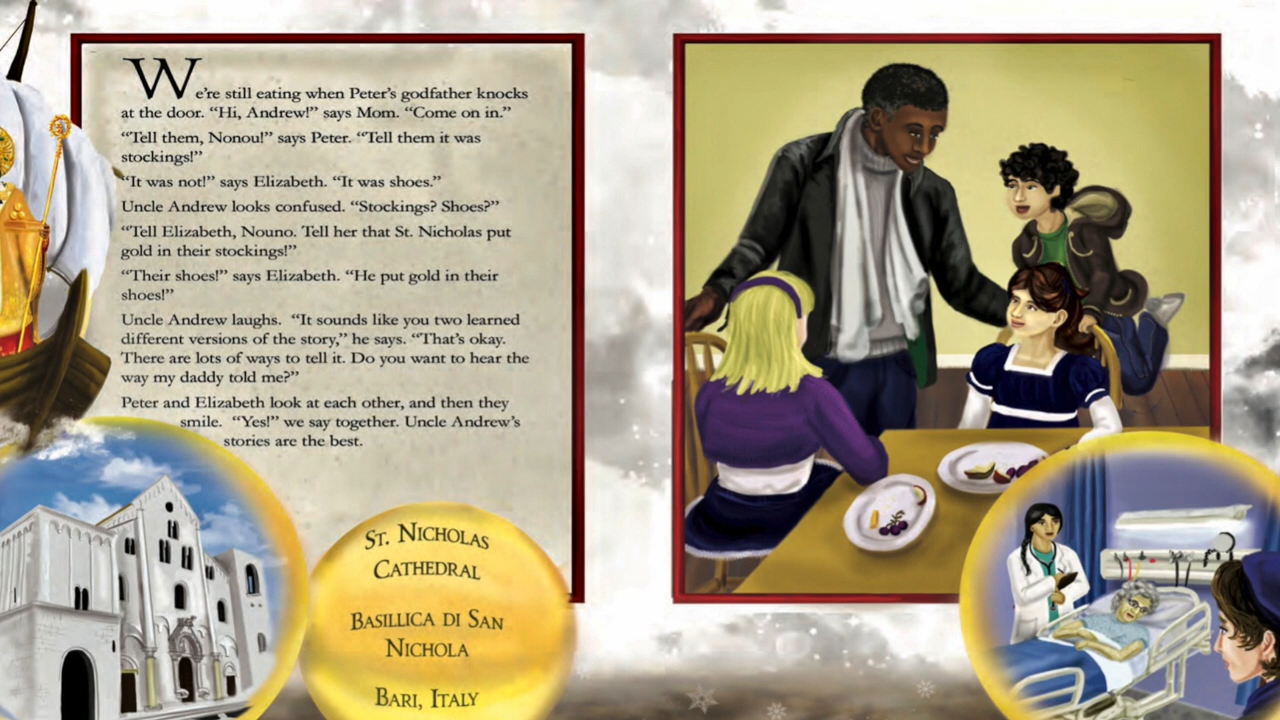 We're still eating when Peter's godfather knocks
at the door. “Hi, Andrew!” says Mom. “Come on in.”
“Tell them, Nonou!” says Peter. “Tell them it was
stockings!”
“It was not!” says Elizabeth. “It was shoes.”
Uncle Andrew looks confused. “Stockings? Shoes?”
“Tell Elizabeth, Nouno. Tell her that St. Nicholas put
gold in their stockings!”
“Their shoes!” says Elizabeth. “He put gold in their
shoes!”
Uncle Andrew laughs. “It sounds like you two learned
different versions of the story,” he says. “That's okay.
There are lots of ways to tell it. Do you want to hear the
way my daddy told me?”
Peter and Elizabeth look at each other, and then they
smile. “Yes!” we say together. Uncle Andrew's
stories are the best.
St. Nicholas
Cathedral
Basillica di San
Nichola
Bari, Italy